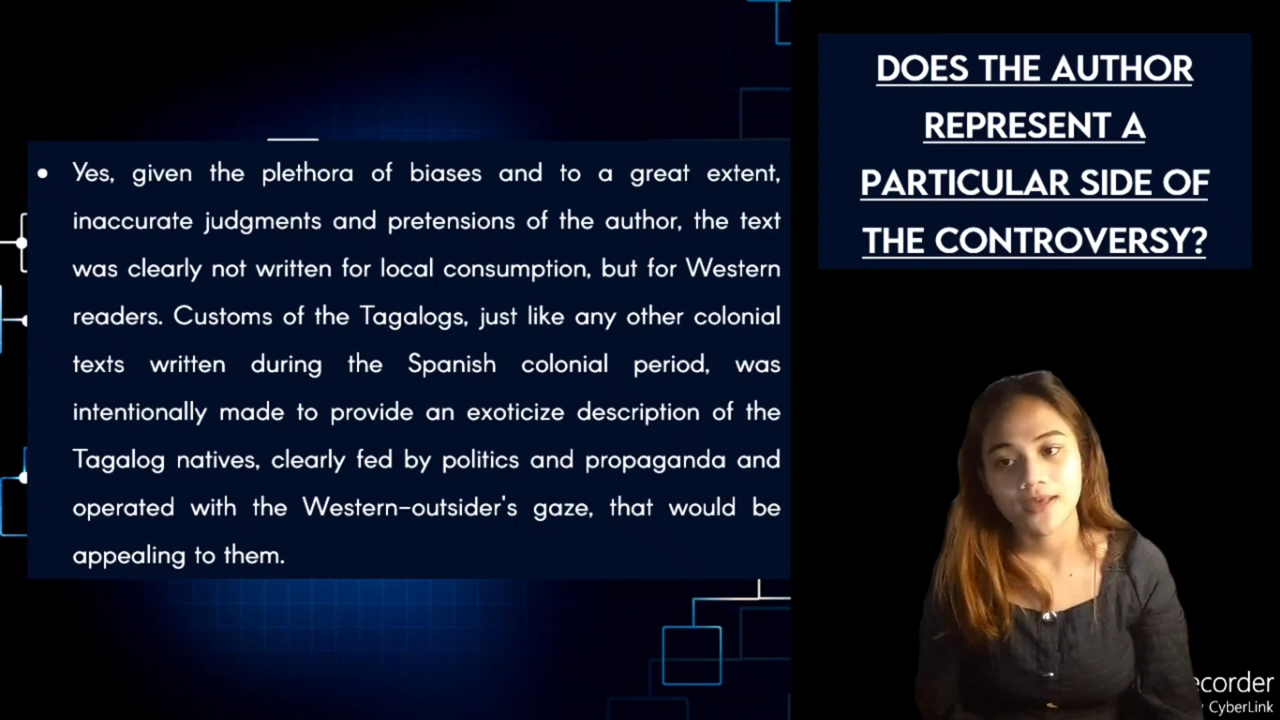 DOES THE AUTHOR
REPRESENT A
PARTICULAR SIDE OF
THE CONTROVERSY?
• Yes, given the plethora of biases and to a great extent,
inaccurate judgments and pretensions of the author, the text
was clearly not written for local consumption, but for Western
readers. Customs of the Tagalogs, just like any other colonial
texts written during the Spanish colonial period, was
intentionally made to provide an exoticize description of the
Tagalog natives, clearly fed by politics and propaganda and
operated with the Western-outsider's gaze, that would be
appealing to them.
ecorder
CyberLink